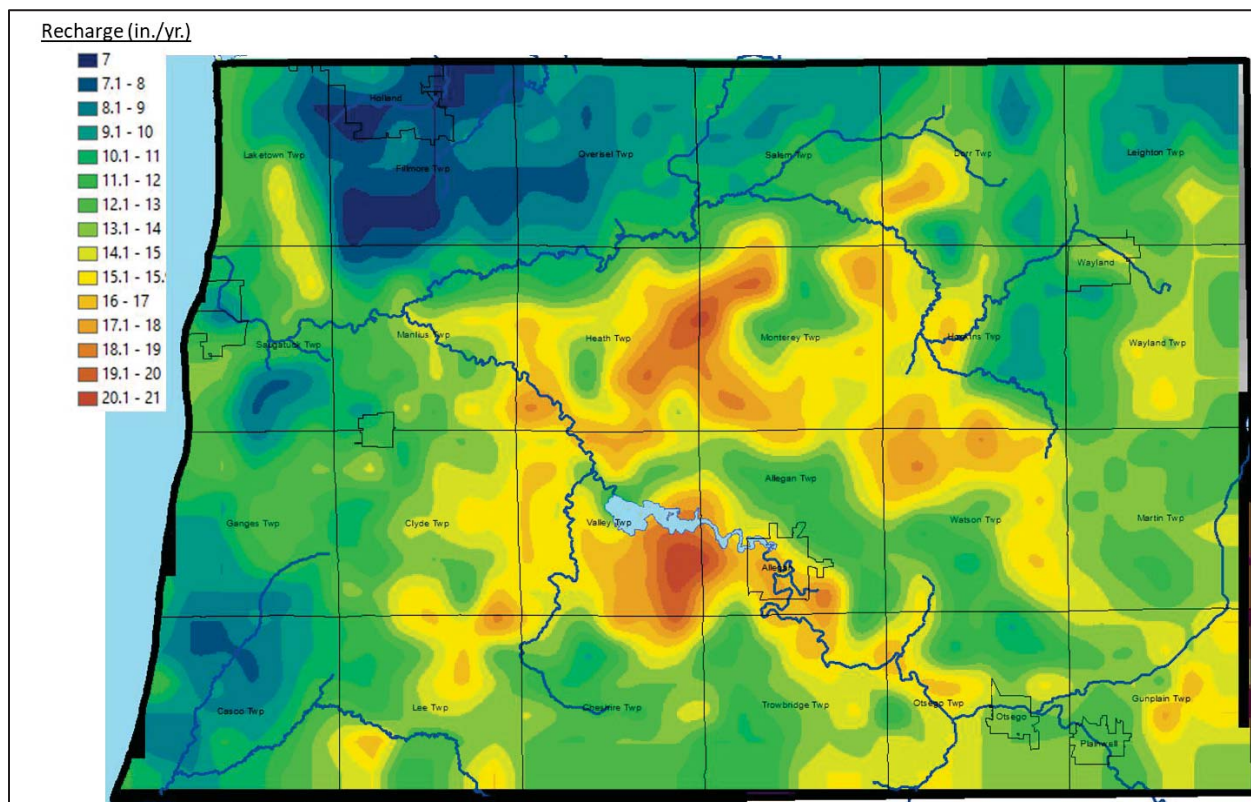 Recharge (in./yr.)
7
7.1 - 8
8.1 - 9
9.1 - 10
10.1 - 11
11.1 - 12
12.1 - 13
13.1 - 14
14.1 - 15
15.1 - 15.9
16 - 17
17.1 - 18
18.1 - 19
19.1 - 20
20.1 - 21
Holland
Laketown Twp
Fillmore Twp
Overisel Twp
Salem Twp
Dorr Twp
Leighton Twp
Wayland
Saugatuck Twp
Manlius Twp
Heath Twp
Monterey Twp
Hopkins Twp
Wayland Twp
Ganges Twp
Clyde Twp
Valley Twp
Allegan Twp
Watson Twp
Martin Twp
Allegan
Casco Twp
Lee Twp
Cheshire Twp
Trowbridge Twp
Otsego Twp
Otsego
Gunplain Twp
Plainwell